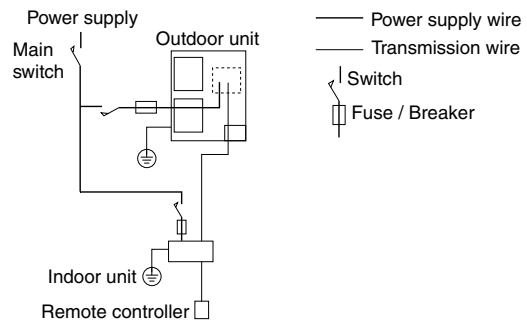 Power supply
Main
switch
Outdoor unit
Indoor unit
Remote controller
Power supply wire
Transmission wire
Switch
Fuse / Breaker